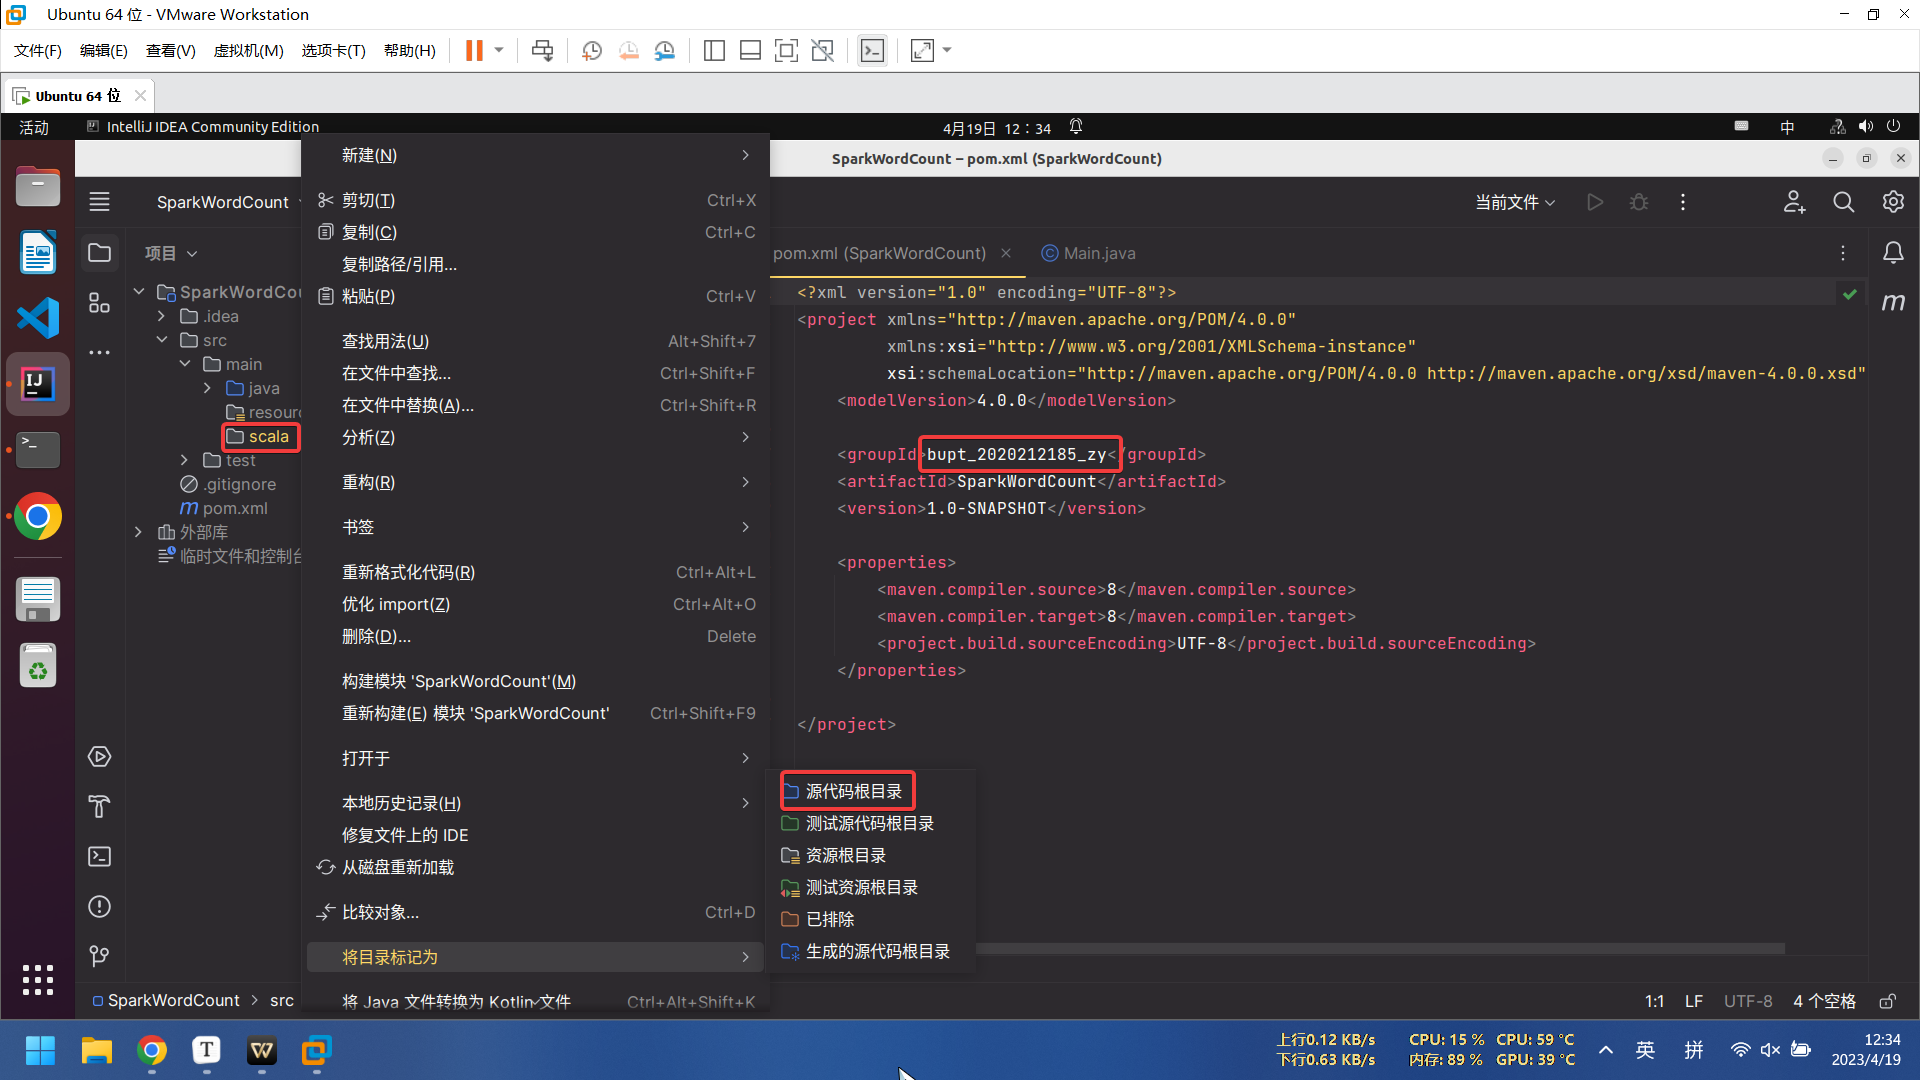 Ubuntu 64 位 - VMware Workstation
文件(F) 编辑(E) 查看(V) 虚拟机(M) 选项卡(T) 帮助(H)
Ubuntu 64 位
活动 IntelliJ IDEA Community Edition 4月19日 12：34 中
SparkWordCount – pom.xml (SparkWordCount)
SparkWordCount 当前文件
项目
SparkWordCou
.idea
src
main
java
resourc
scala
test
.gitignore
pom.xml
外部库
临时文件和控制台
新建(N)
剪切(T) Ctrl+X
复制(C) Ctrl+C
复制路径/引用...
粘贴(P) Ctrl+V
查找用法(U) Alt+Shift+7
在文件中查找... Ctrl+Shift+F
在文件中替换(A)... Ctrl+Shift+R
分析(Z)
重构(R)
书签
重新格式化代码(R) Ctrl+Alt+L
优化 import(Z) Ctrl+Alt+O
删除(D)... Delete
构建模块 'SparkWordCount'(M)
重新构建(E) 模块 'SparkWordCount' Ctrl+Shift+F9
打开于
本地历史记录(H)
修复文件上的 IDE
从磁盘重新加载
比较对象... Ctrl+D
将目录标记为
将 Java 文件转换为 Kotlin 文件 Ctrl+Alt+Shift+K
源代码根目录
测试源代码根目录
资源根目录
测试资源根目录
已排除
生成的源代码根目录
pom.xml (SparkWordCount) Main.java
<?xml version="1.0" encoding="UTF-8"?>
<project xmlns="http://maven.apache.org/POM/4.0.0"
xmlns:xsi="http://www.w3.org/2001/XMLSchema-instance"
xsi:schemaLocation="http://maven.apache.org/POM/4.0.0 http://maven.apache.org/xsd/maven-4.0.0.xsd"
<modelVersion>4.0.0</modelVersion>
<groupId>bupt_2020212185_zy</groupId>
<artifactId>SparkWordCount</artifactId>
<version>1.0-SNAPSHOT</version>
<properties>
<maven.compiler.source>8</maven.compiler.source>
<maven.compiler.target>8</maven.compiler.target>
<project.build.sourceEncoding>UTF-8</project.build.sourceEncoding>
</properties>
</project>
SparkWordCount > src 1:1 LF UTF-8 4 个空格
上行0.12 KB/s CPU: 15 % CPU: 59 °C
下行0.63 KB/s 内存: 89 % GPU: 39 °C
英 拼
12:34
2023/4/19